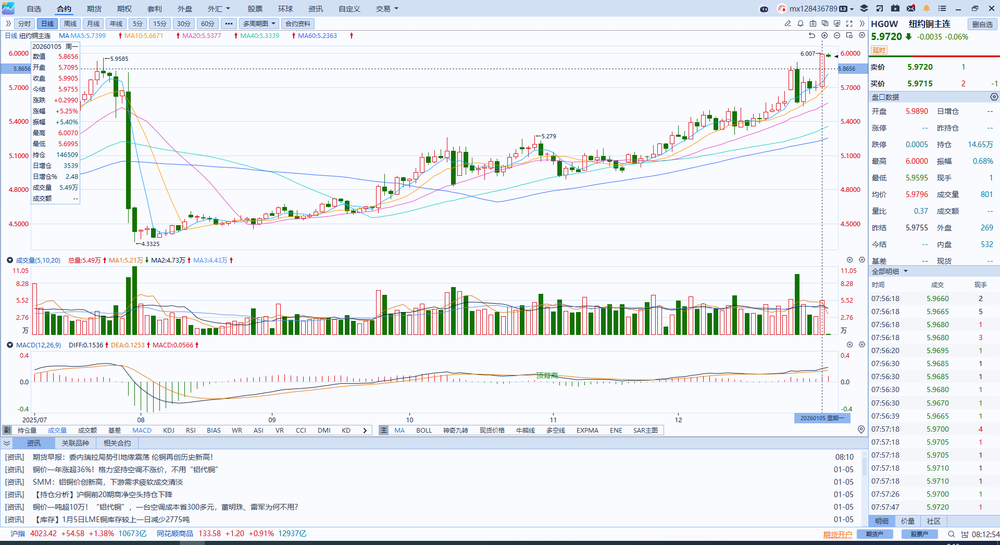 自选 合约 期货 期权 套利 外盘 外汇 股票 环球 资讯 自定义 交易 mx128436789 L2
分时 日线 周线 月线 年线 5分 15分 30分 60分 ••• 多周期图 合约资料
日线 纽约铜主连 MA MA5:5.7399 MA10:5.6671 MA20:5.5377 MA40:5.3339 MA60:5.2363
20260105 周一
数值 5.8656
开盘 5.7095
收盘 5.9905
今结 5.9755
涨跌 +0.2990
涨幅 +5.25%
振幅 +5.40%
最高 6.0070
最低 5.6995
持仓 146509
日增仓 3539
日增仓% 2.48
成交量 5.49万
成交额 --
6.0000
5.8656
5.7000
5.4000
5.1000
4.8000
4.5000
5.9585
4.3325
5.279
6.007
6.0000
5.8656
5.7000
5.4000
5.1000
4.8000
4.5000
成交量(5,10,20) 总量:5.49万 MA1:5.21万 MA2:4.73万 MA3:4.43万
11.05 11.05
8.28 8.28
5.52 5.52
2.76 2.76
万 万
MACD(12,26,9) DIFF:0.1536 DEA:0.1253 MACD:0.0566
0.4 0.4
顶背离
0.0 0.0
-0.4 -0.4
2025/07 08 09 10 11 12 20260105 星期一
副 持仓量 成交量 成交额 基差 MACD KDJ RSI BIAS WR ASI VR CCI DMI KD 主 MA BOLL 神奇九转 现货价格 牛熊线 多空线 EXPMA ENE SAR主图
资讯 关联品种 相关合约
[资讯] 期货早报：委内瑞拉局势引地缘震荡 伦铜再创历史新高！ 08:10
[资讯] 铜价一年涨超36%！格力坚持空调不涨价，不用“铝代铜” 01-05
[资讯] SMM：铝铜价创新高，下游需求疲软成交清淡 01-05
[资讯] 【持仓分析】沪铜前20期商净空头持仓下降 01-05
[资讯] 铜价一吨超10万！“铝代铜”，一台空调成本省300多元，董明珠、雷军为何不用？ 01-05
[资讯] 【库存】1月5日LME铜库存较上一日减少2775吨 01-05
沪指 4023.42 +54.58 +1.38% 10673亿 同花顺商品 133.58 +1.20 +0.91% 12937亿
期货开户 期货户 股票户 08:12:54
HG0W 纽约铜主连 删自选
5.9720 -0.0035 -0.06%
延时
卖价 5.9720 1
买价 5.9715 2 -1
盘口数据
开盘 5.9890 日增仓 --
涨停 -- 昨持仓 --
跌停 0.0005 持仓 14.65万
最高 6.0000 振幅 0.68%
最低 5.9595 现手 1
均价 5.9796 成交量 801
量比 0.37 成交额 --
昨结 5.9755 外盘 269
今结 -- 内盘 532
基差 -- 现货 --
全部明细
时间 成交 现手
07:56:18 5.9660 2
07:56:18 5.9665 5
07:56:18 5.9680 1
07:56:18 5.9680 3
07:56:20 5.9695 1
07:56:30 5.9685 1
07:56:30 5.9685 1
07:56:30 5.9680 1
07:56:30 5.9670 1
07:56:39 5.9665 1
07:57:18 5.9700 4
07:57:18 5.9705 1
07:57:18 5.9705 1
07:57:18 5.9710 1
07:57:18 5.9710 1
07:57:26 5.9700 1
07:57:47 5.9720 1
明细 价量 社区